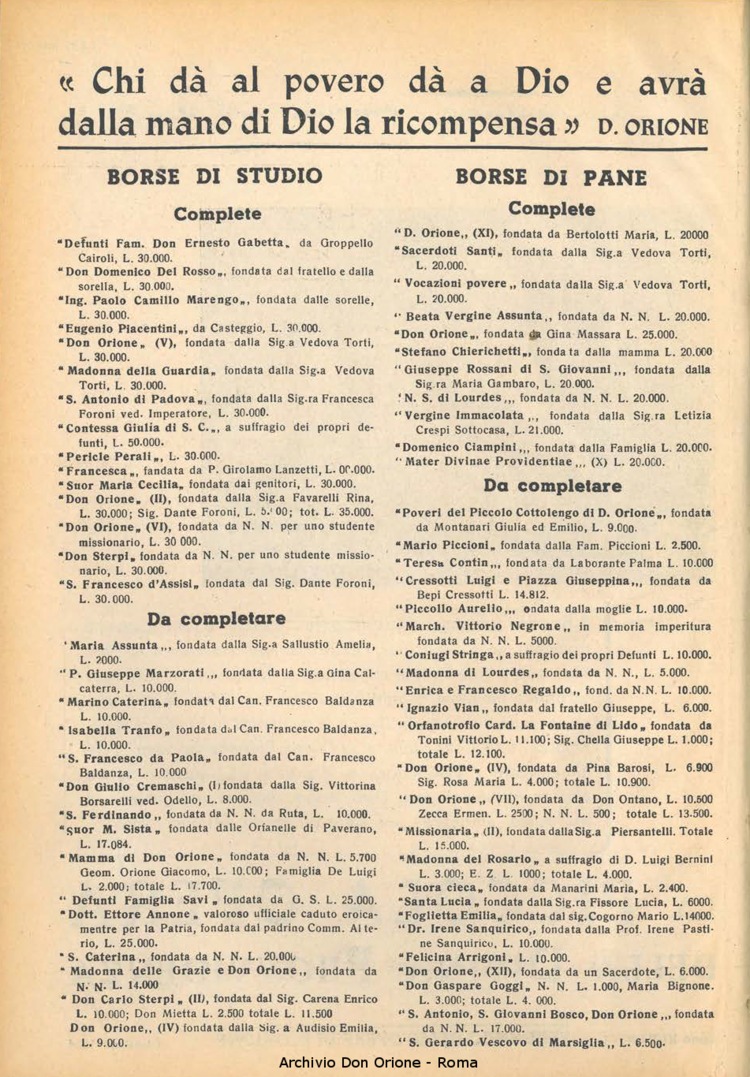 « Chi dà al povero dà a Dio e avrà
dalla mano di Dio la ricompensa » D. ORIONE
BORSE DI STUDIO
Complete
"Defunti Fam. Don Ernesto Gabetta„ da Groppello
Cairoli, L. 30.000.
"Don Domenico Del Rosso„, fondata dal fratello e dalla
sorella, L. 30.000.
"Ing. Paolo Camillo Marengo„, fondata dalle sorelle,
L. 30.000.
"Eugenio Piacentini„, da Casteggio, L. 30.000.
"Don Orione„ (V), fondata dalla Sig.a Vedova Torti,
L. 30.000.
"Madonna della Guardia„ fondata dalla Sig.a Vedova
Torti, L. 30.000.
"S. Antonio di Padova„, fondata dalla Sig.ra Francesca
Foroni ved. Imperatore, L. 30.000.
"Contessa Giulia di S. C.„, a suffragio dei propri de-
funti, L. 50.000.
"Pericle Perali„, L. 30.000.
"Francesca„, fandata da P. Girolamo Lanzetti, L.
"Suor Maria Cecilia„ fondata dai genitori, L. 30.000.
"Don Orione„ (II), fondata dalla Sig.a Favarelli Rina,
L. 30.000; Sig. Dante Foroni, L. tot. L. 35.000.
"Don Orione„ (VI), fondata da N. N. per uno studente
missionario, L. 30 000.
"Don Sterpi„ fondata da N. N. per uno studente missio-
nario, L. 30.000.
"S. Francesco d'Assisi„ fondata dal Sig. Dante Foroni,
L. 30.000.
Da completare
'Maria Assunta„, fondata dalla Sig.a Sallustio Amelia,
L. 2000.
"P. Giuseppe Marzorati„, fondata dalla Sig.a Gina Cal-
caterra, L. 10.000.
"Marino Caterina„ fondata dal Can. Francesco Baldanza
L. 10.000.
"Isabella Tranfo„ fondata dal Can. Francesco Baldanza,
L. 10.000.
"S. Francesco da Paola„ fondata dal Can. Francesco
Baldanza, L. 10.000
"Don Giulio Cremaschi„ (I) fondata dalla Sig. Vittorina
Borsarelli ved. Odello, L. 8.000.
"S. Ferdinando„ fondata da N. N. da Ruta, L. 10.000.
"Suor M. Sista„ fondata dalle Orfanelle di Paverano,
L. 17.084.
"Mamma di Don Orione„ fondata da N. N. L. 5.700
Geom. Orione Giacomo, L. 10.000; Famiglia De Luigi
L. 2.000; totale L. 17.700.
"Defunti Famiglia Savi„ fondata da G. S. L. 25.000.
"Dott. Ettore Annone„ valoroso ufficiale caduto eroica-
mentre per la Patria, fondata dal padrino Comm. Alte-
rio, L. 25.000.
"S. Caterina„ fondata da N. N. L. 20.000
"Madonna delle Grazie e Don Orione„ fondata da
N. N. L. 14.000
"Don Carlo Sterpi„ (II), fondata dal Sig. Carena Enrico
L. 10.000; Don Mietta L. 2.500 totale L. 11.500
Don Orione„ (IV) fondata dalla Sig. a Audisio Emilia,
L. 9.000.
BORSE DI PANE
Complete
"D. Orione„ (XI), fondata da Bertolotti Maria, L. 20000
"Sacerdoti Santi„ fondata dalla Sig.a Vedova Torti,
L. 20.000.
"Vocazioni povere„ fondata dalla Sig.a Vedova Torti,
L. 20.000.
"Beata Vergine Assunta„ fondata da N. N. L. 20.000.
"Don Orione„, fondata da Gina Massara L. 25.000.
"Stefano Chierichetti„, fondata dalla mamma L. 20.000
"Giuseppe Rossani di S. Giovanni„, fondata dalla
Sig.ra Maria Gambaro, L. 20.000.
'N. S. di Lourdes„, fondata da N. N. L. 20.000.
"Vergine Immacolata„, fondata dalla Sig.ra Letizia
Crespi Sottocasa, L. 21.000.
"Domenico Ciampini„, fondata dalla Famiglia L. 20.000.
"Mater Divinae Providentiae„, (X) L. 20.000.
Da completare
"Poveri del Piccolo Cottolengo di D. Orione„, fondata
da Montanari Giulia ed Emilio, L. 9.000.
"Mario Piccioni„ fondata dalla Fam. Piccioni L. 2.500.
"Teresa Contin„, fondata da Laborante Palma L. 10.000
"Cressotti Luigi e Piazza Giuseppina„, fondata da
Bepi Cressotti L. 14.812.
"Piccollo Aurelio„, ondata dalla moglie L. 10.000.
"March. Vittorio Negrone„ in memoria imperitura
fondata da N. N. L. 5000.
"Coniugi Stringa„, a suffragio dei propri Defunti L. 10.000.
"Madonna di Lourdes„ fondata da N. N., L. 5.000.
"Enrica e Francesco Regaldo„ fond. da N.N. L. 10.000.
"Ignazio Vian„ fondata dal fratello Giuseppe, L. 6.000.
"Orfanotrofio Card. La Fontaine di Lido„ fondata da
Tonini Vittorio L. 11.100; Sig. Chella Giuseppe L. 1.000;
totale L. 12.100.
"Don Orione„ (IV), fondata da Pina Barosi, L. 6.900
Sig. Rosa Maria L. 4.000; totale L. 10.900.
"Don Orione„ (VII), fondata da Don Ontano, L. 10.500
Zecca Ermen. L. 2500; N. N. L. 500; totale L. 13.500.
"Missionaria„ (II), fondata dalla Sig.a Piersantelli. Totale
L. 15.000.
"Madonna del Rosario„ a suffragio di D. Luigi Bernini
L. 3.000; E. Z. L. 1000; totale L. 4.000.
"Suora cieca„ fondata da Manarini Maria, L. 2.400.
"Santa Lucia„ fondata dalla Sig.ra Fissore Lucia, L. 6000.
"Foglietta Emilia„ fondata dal sig. Cogorno Mario L.14000.
"Dr. Irene Sanquirico„, fondata dalla Prof. Irene Pasti-
ne Sanquirico, L. 10.000.
"Felicina Arrigoni„ L. 10.000.
"Don Orione„ (XII), fondata da un Sacerdote, L. 6.000.
"Don Gaspare Goggi„ N. N. L. 1.000, Maria Bignone.
L. 3.000; totale L. 4. 000.
"S. Antonio, S. Giovanni Bosco, Don Orione„, fondata
da N. N. L. 17.000.
"S. Gerardo Vescovo di Marsiglia„, L. 6.500.
Archivio Don Orione - Roma